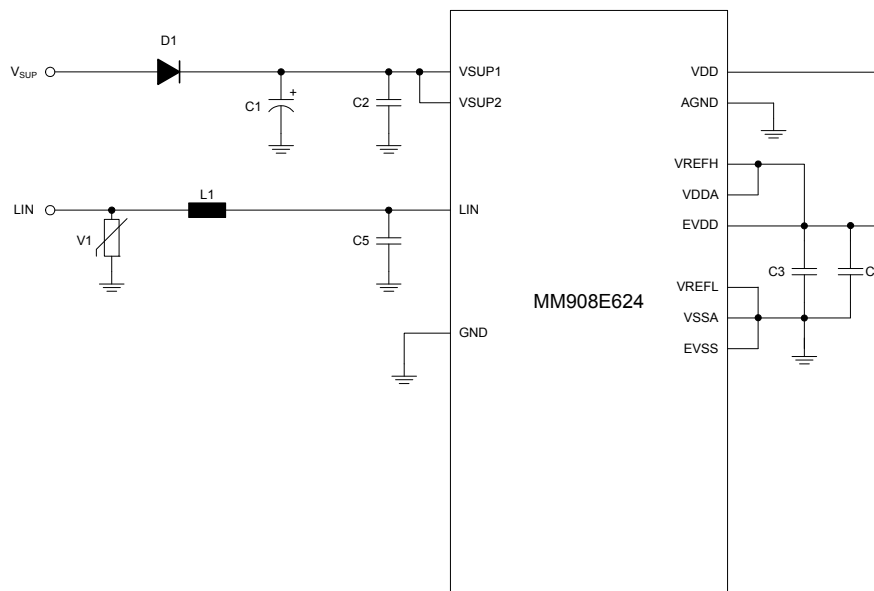 D1
VSUP
VSUP1
VDD
C1
+
C2
VSUP2
AGND
VREFH
L1
VDDA
LIN
LIN
EVDD
V1
C5
C3
C
VREFL
MM908E624
VSSA
GND
EVSS